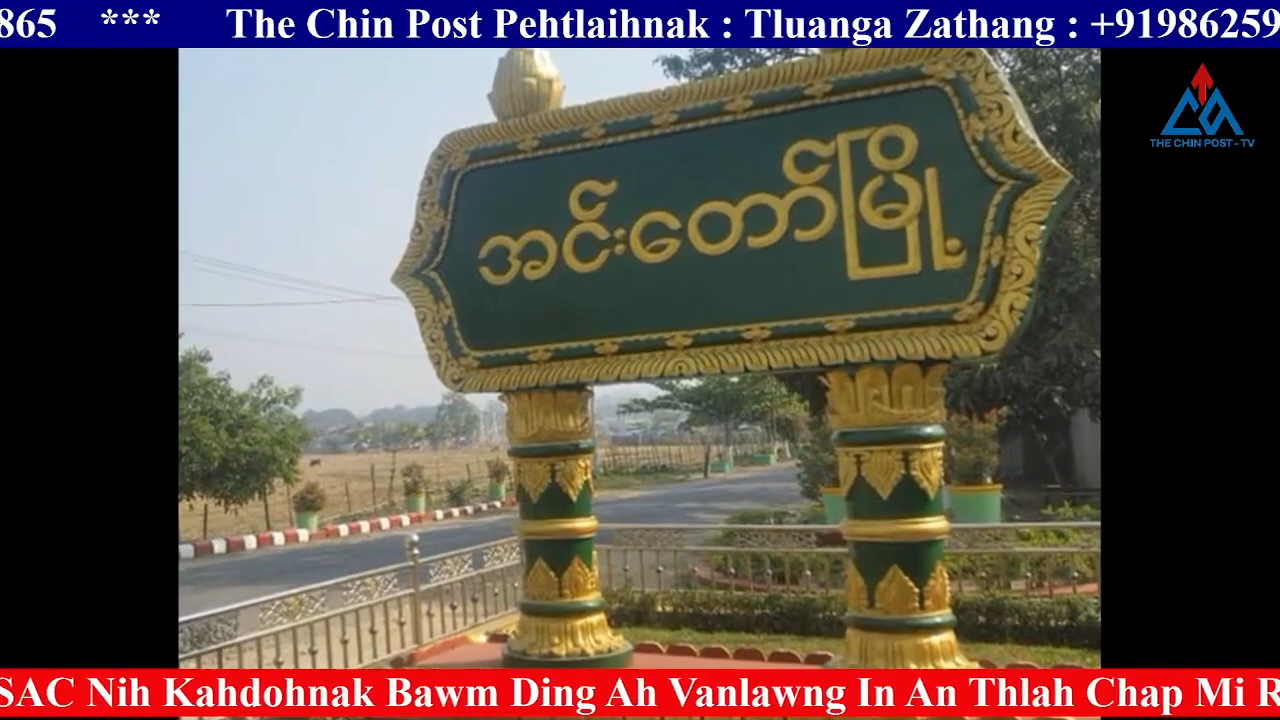 865 *** The Chin Post Pehtlaihnak : Tluanga Zathang : +91986259
THE CHIN POST - TV
အင်းတော်မြို့
SAC Nih Kahdohnak Bawm Ding Ah Vanlawng In An Thlah Chap Mi R